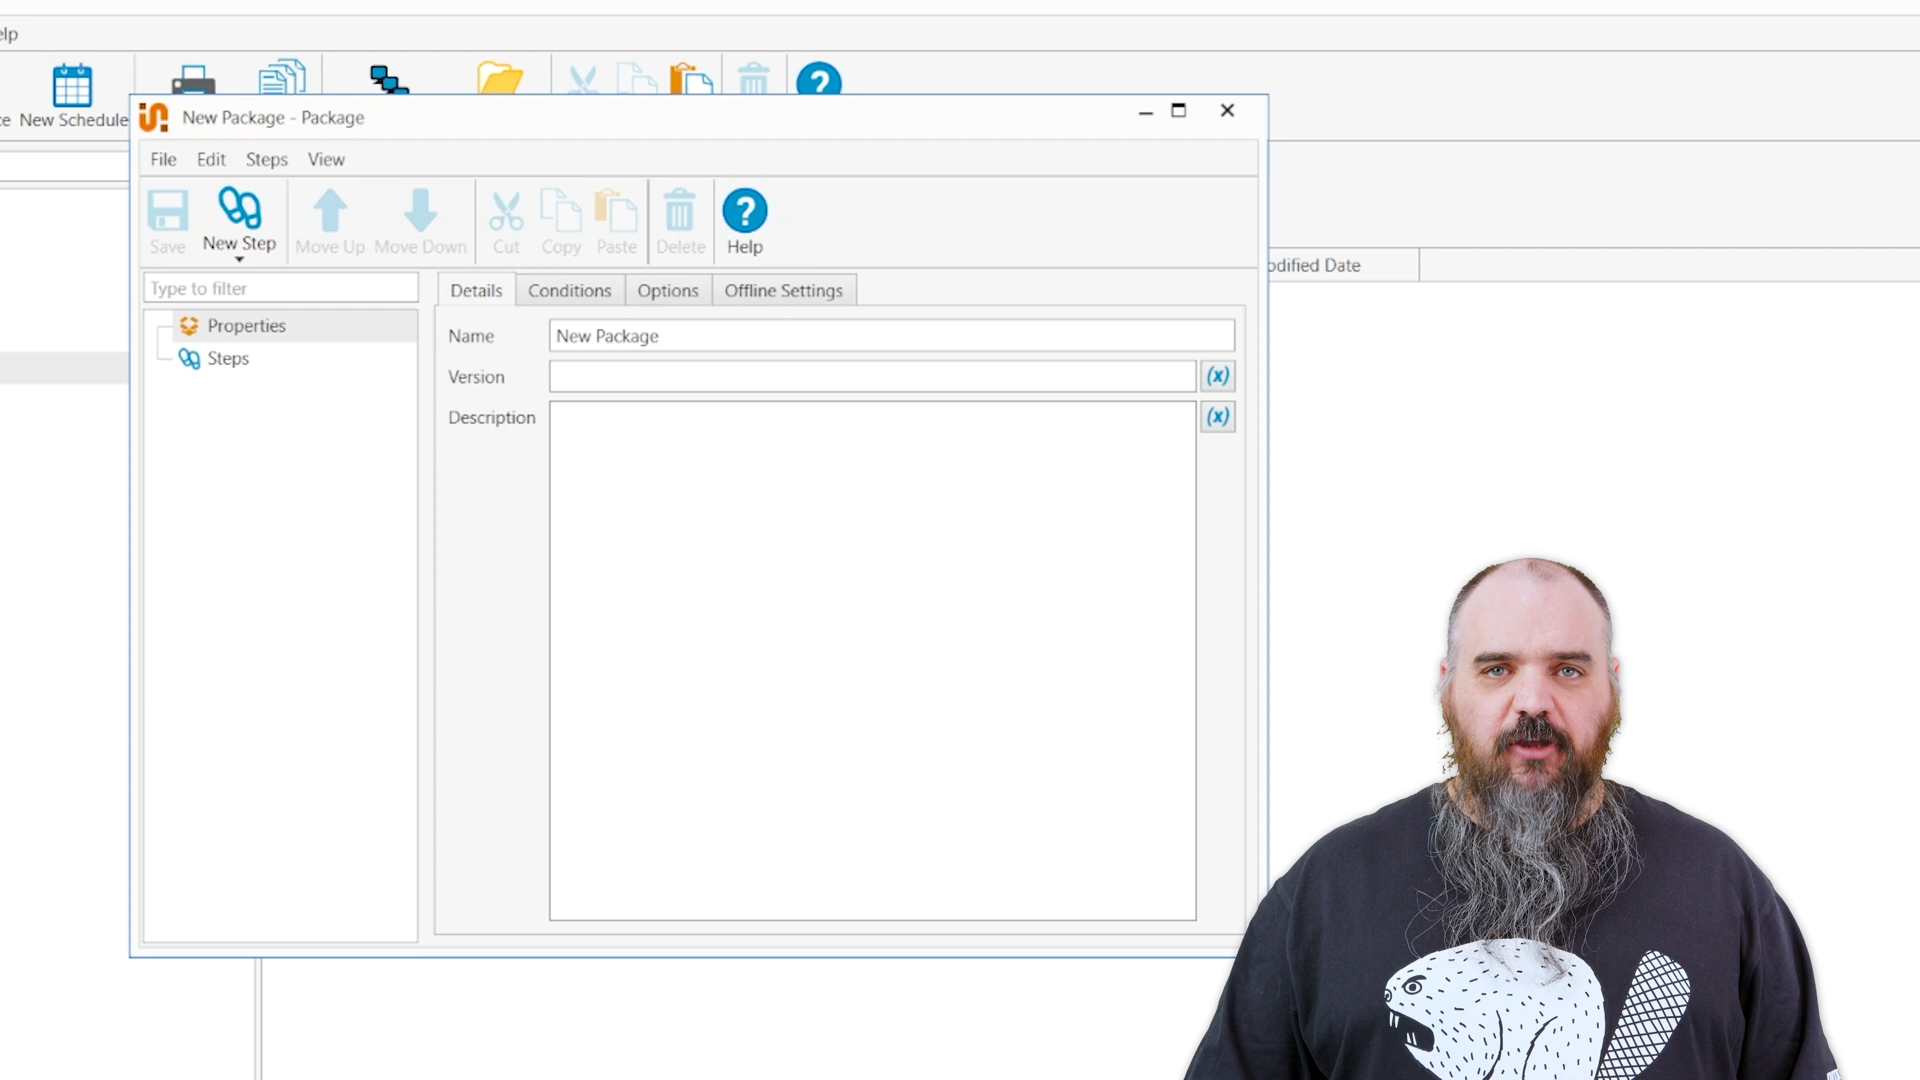 elp
New Schedule
New Package - Package
File Edit Steps View
Save New Step Move Up Move Down Cut Copy Paste Delete Help
odified Date
Type to filter
Properties
Steps
Details Conditions Options Offline Settings
Name New Package
Version (x)
Description (x)